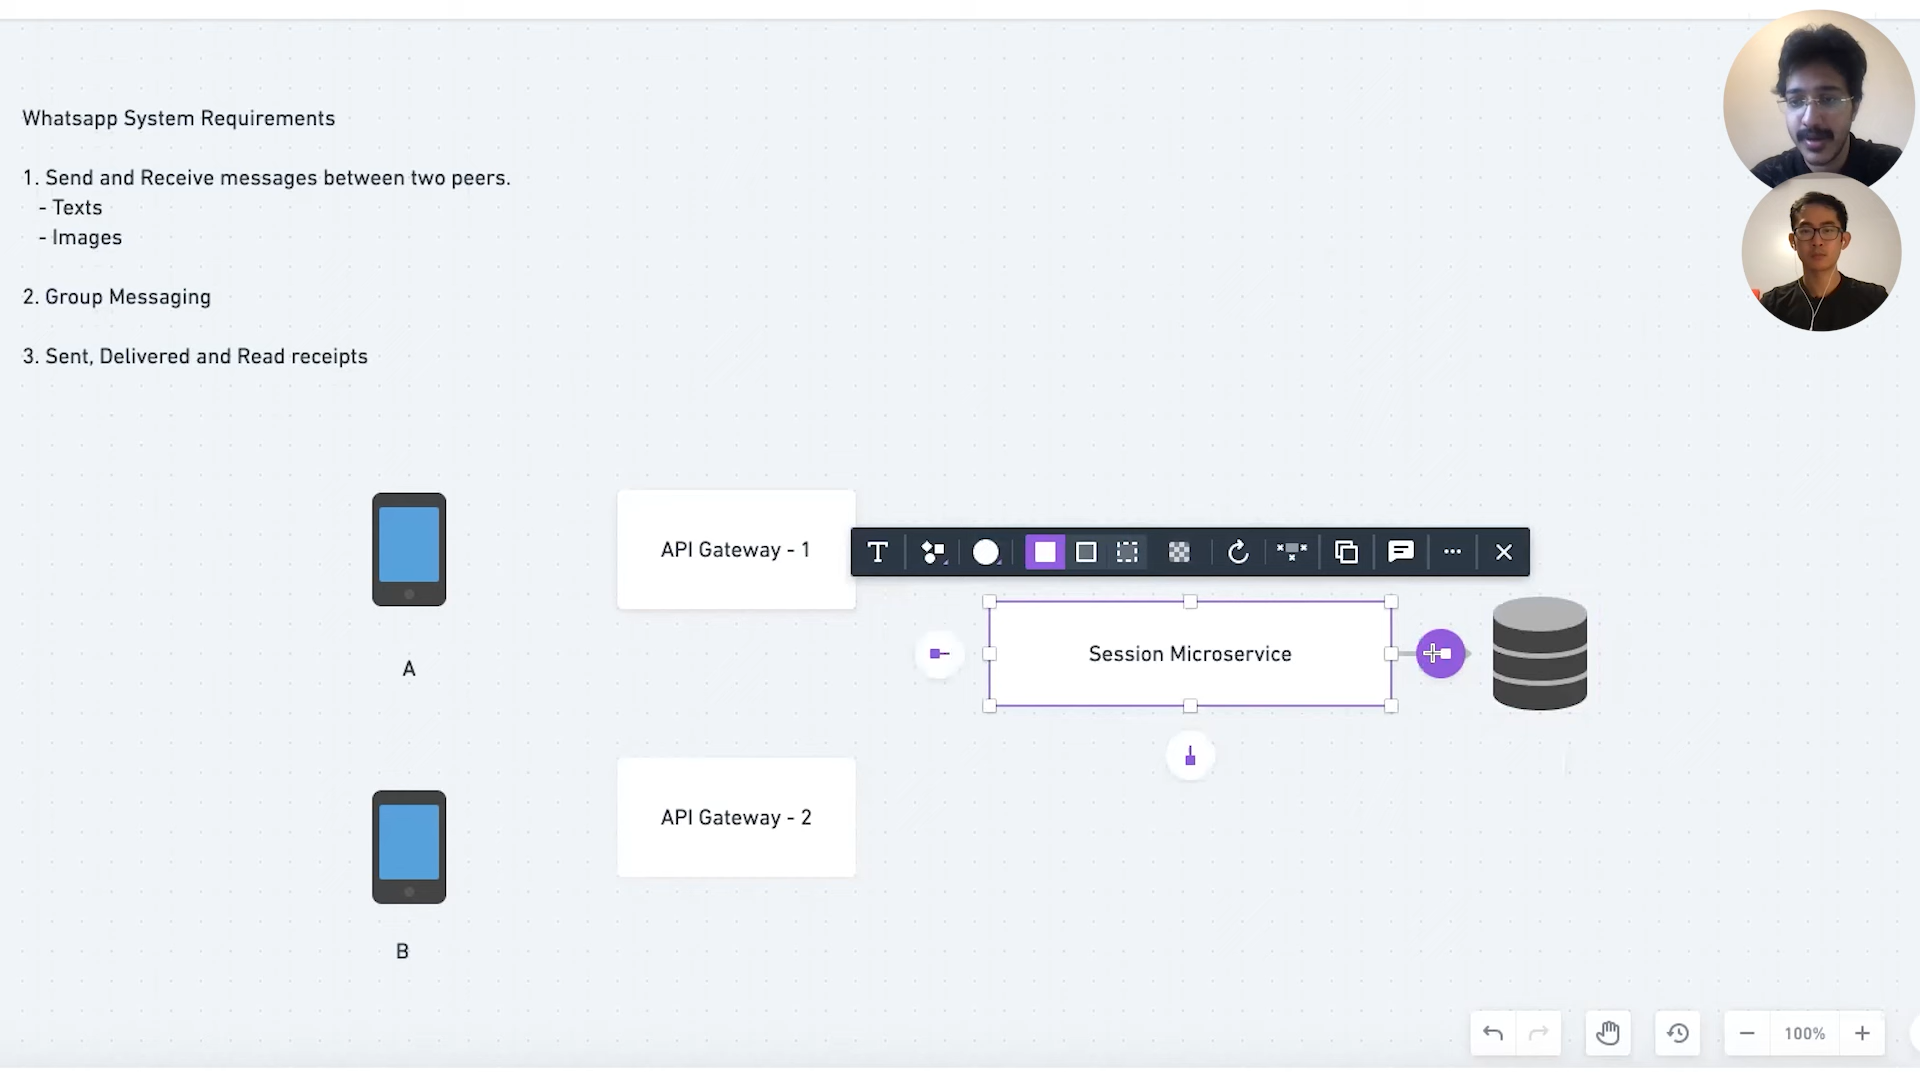 Whatsapp System Requirements
1. Send and Receive messages between two peers.
- Texts
- Images
2. Group Messaging
3. Sent, Delivered and Read receipts
API Gateway - 1
T
Session Microservice
A
API Gateway - 2
B
100%